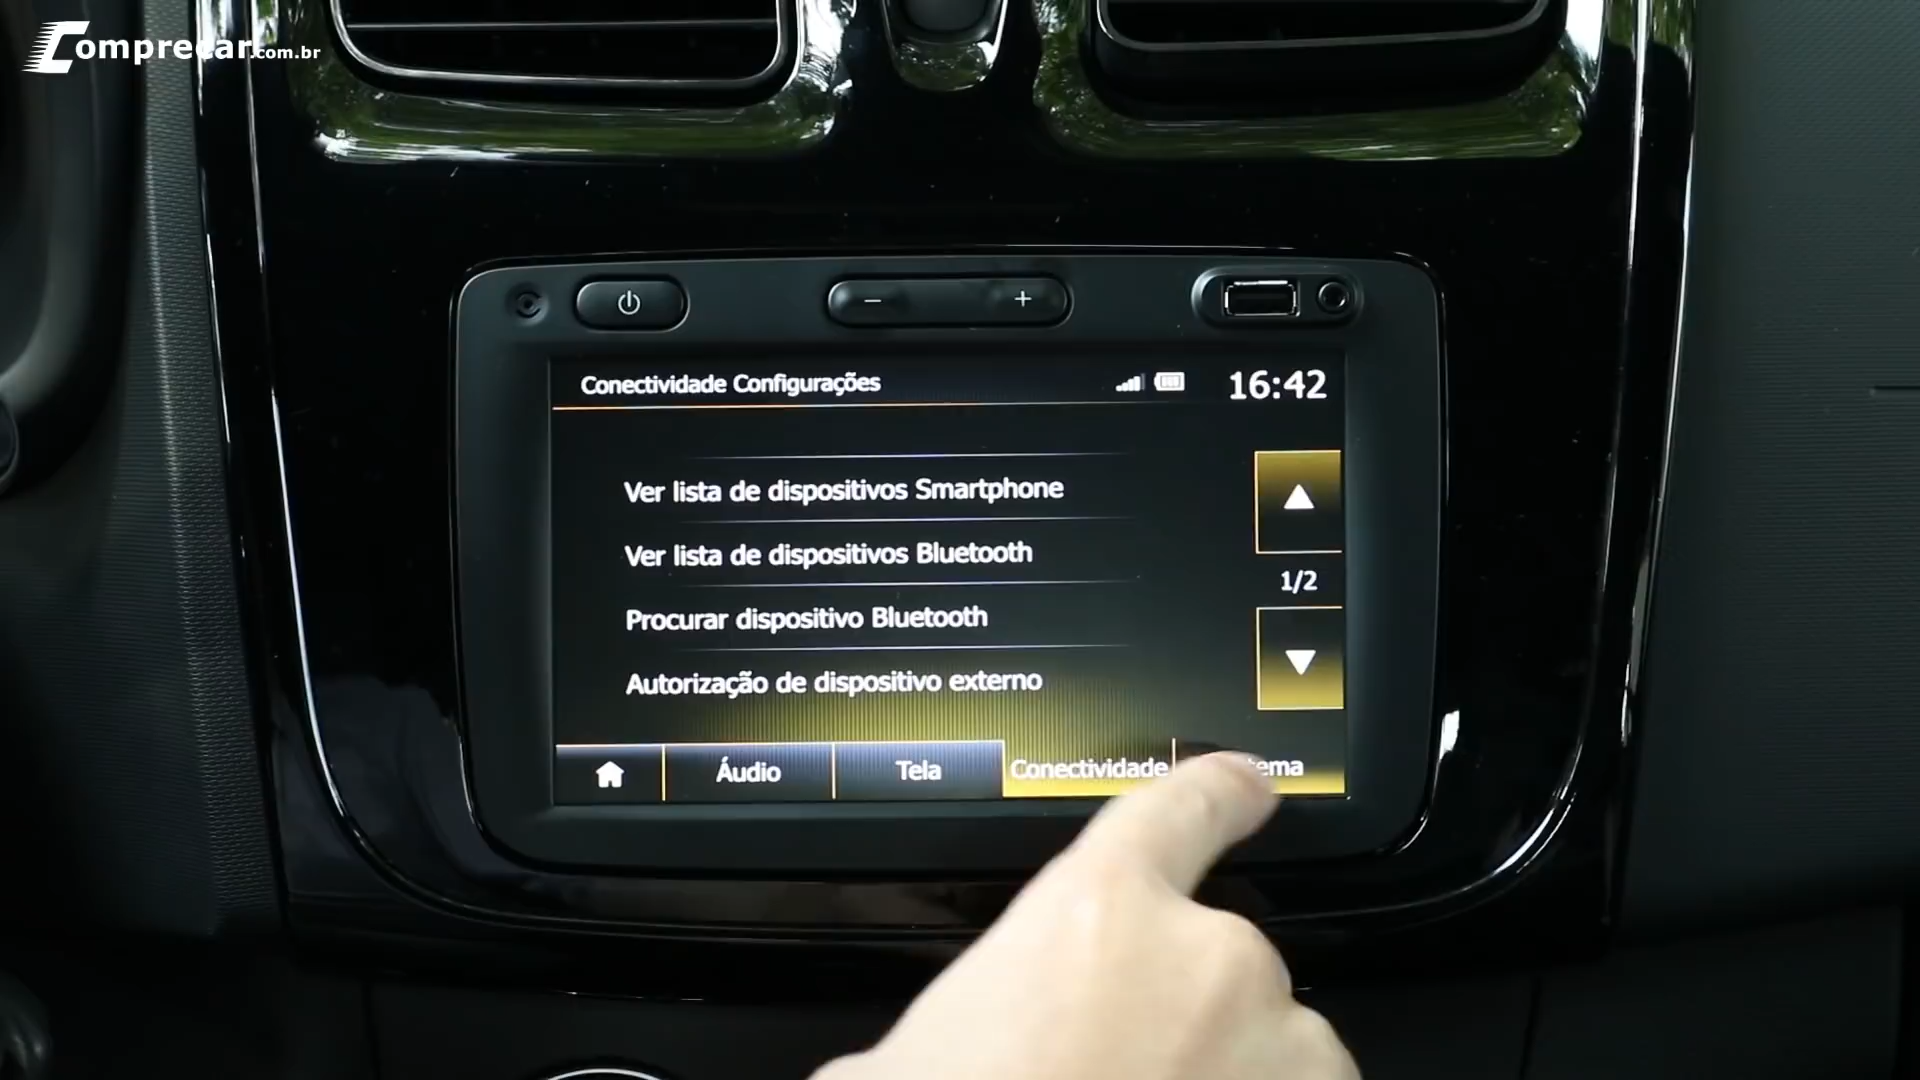 Comprecar.com.br
Conectividade Configurações
16:42
Ver lista de dispositivos Smartphone
Ver lista de dispositivos Bluetooth
1/2
Procurar dispositivo Bluetooth
Autorização de dispositivo externo
Áudio
Tela
Conectividade